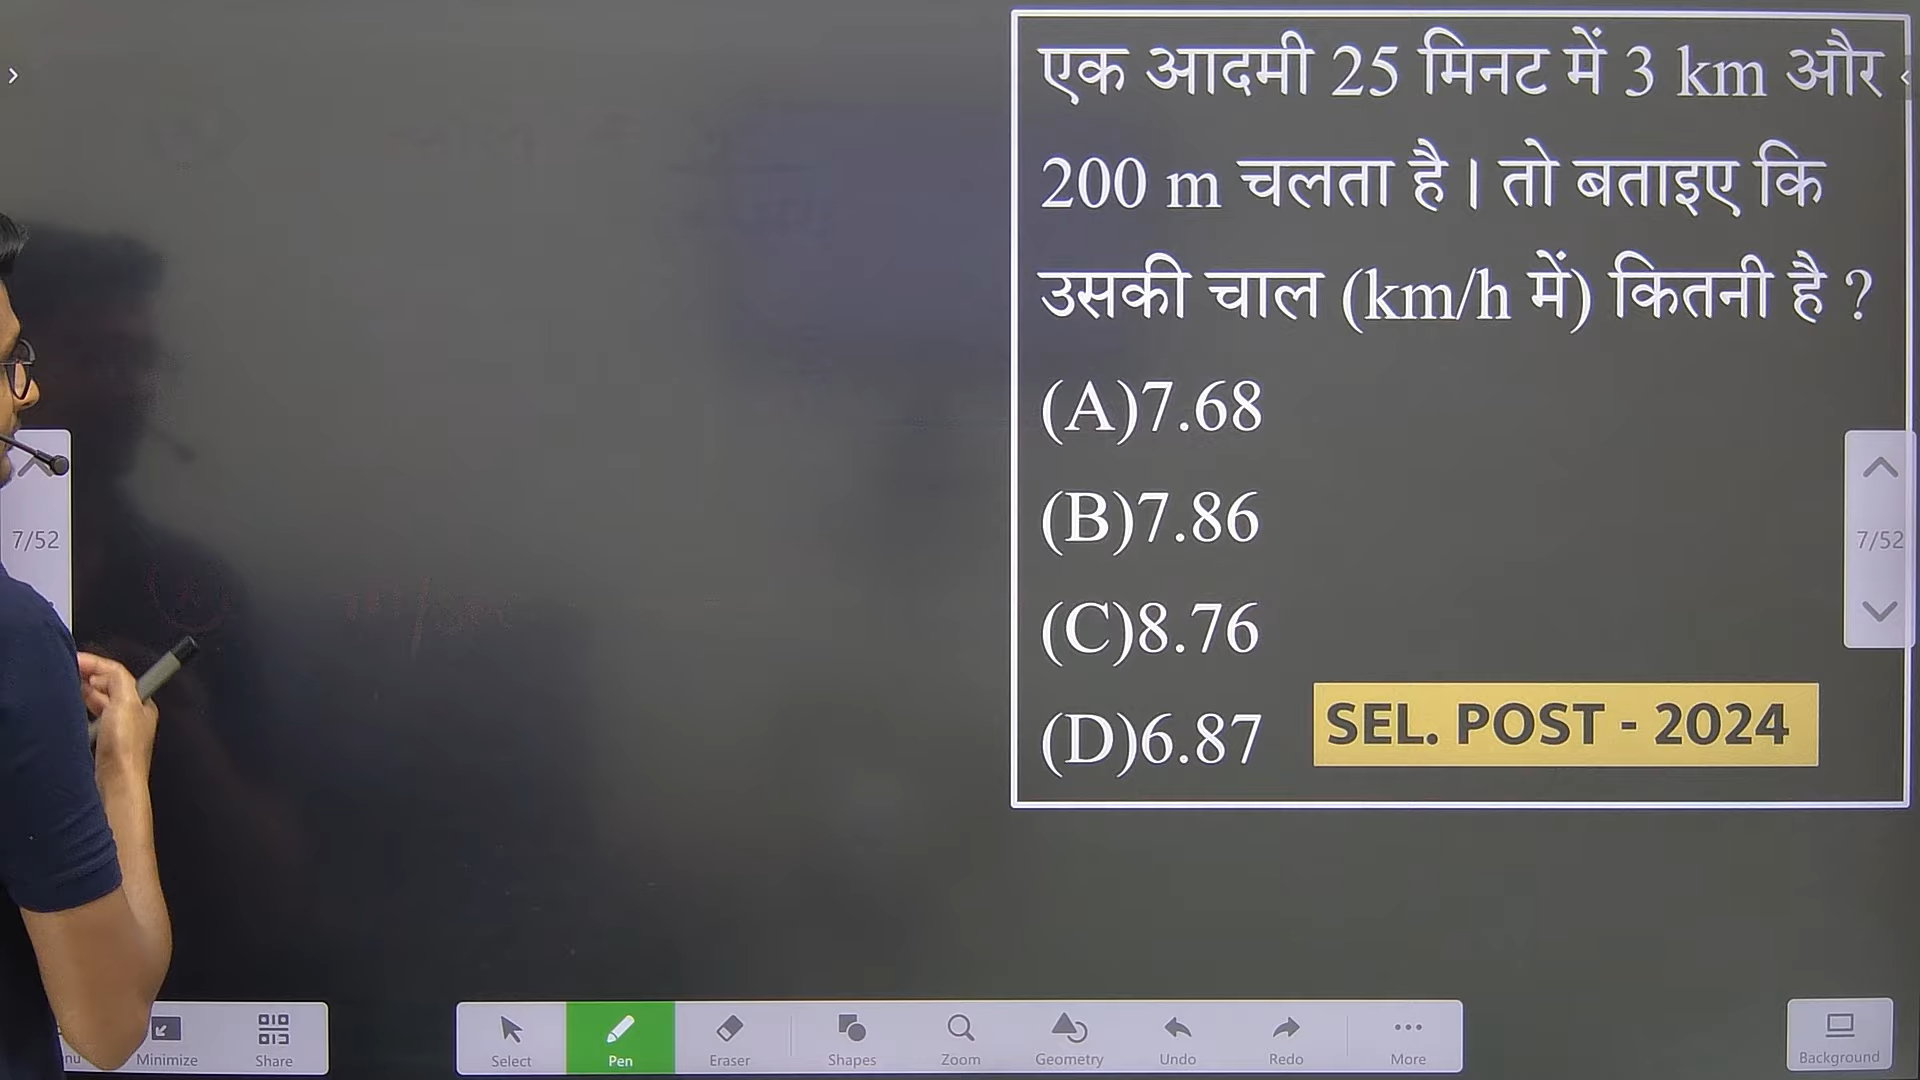 एक आदमी 25 मिनट में 3 km और
200 m चलता है। तो बताइए कि
उसकी चाल (km/h में) कितनी है ?
(A)7.68
(B)7.86
(C)8.76
(D)6.87
SEL. POST - 2024
7/52
7/52
m/sec
Minimize
Share
Select
Pen
Eraser
Shapes
Zoom
Geometry
Undo
Redo
More
Background